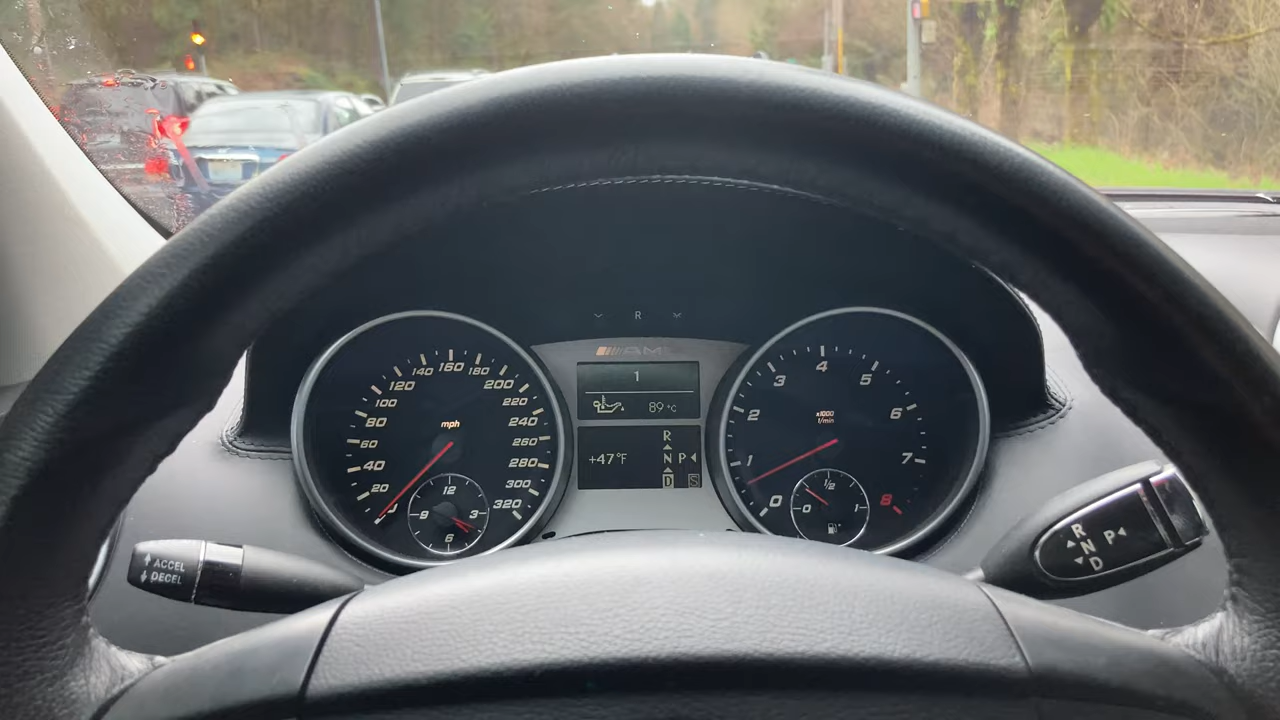 R
AMG
mph
20
40
60
80
100
120
140
160
180
200
220
240
260
280
300
320
12
3
6
9
1
89°C
+47°F
R
N P
D S
x1000
1/min
0
1
2
3
4
5
6
7
8
0
1/2
1
ACCEL
DECEL
R
N P
D